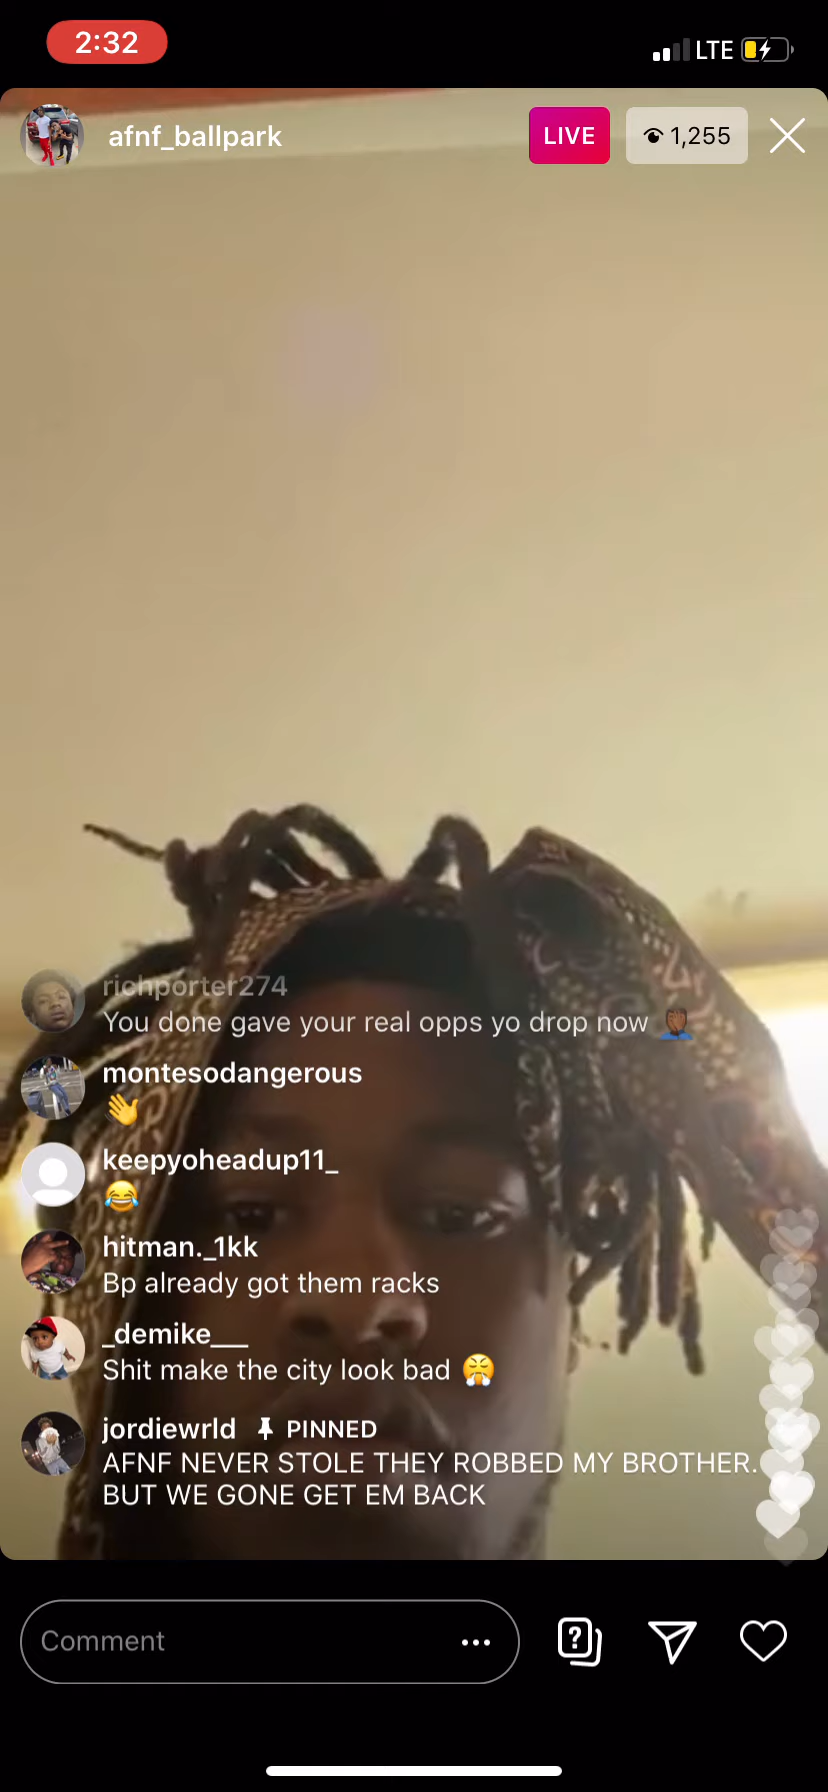 2:32
LTE
afnf_ballpark
LIVE
1,255
richporter274
You done gave your real opps yo drop now 🤦🏾‍♂️
montesodangerous
👋
keepyoheadup11_
😂
hitman._1kk
Bp already got them racks
_demike___
Shit make the city look bad 😤
jordiewrld PINNED
AFNF NEVER STOLE THEY ROBBED MY BROTHER.
BUT WE GONE GET EM BACK
Comment